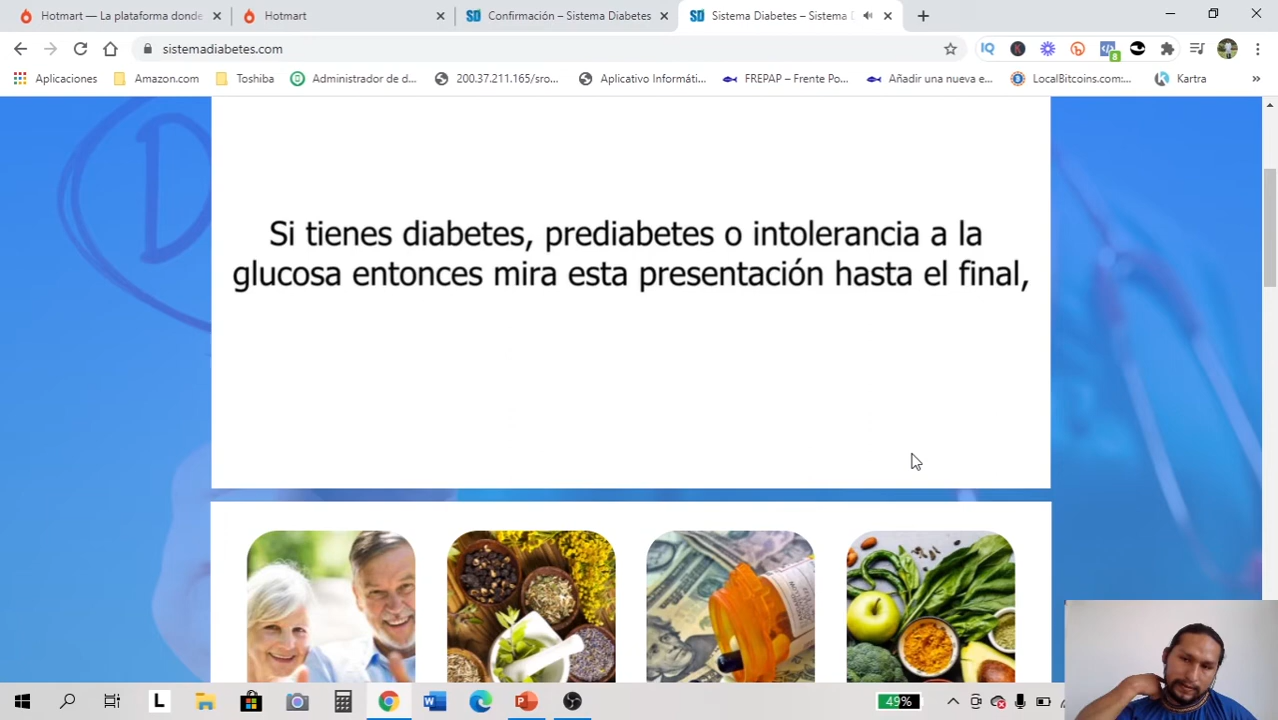 Hotmart — La plataforma donde
Hotmart
Confirmación – Sistema Diabetes
Sistema Diabetes – Sistema
sistemadiabetes.com
Aplicaciones
Amazon.com
Toshiba
Administrador de d...
200.37.211.165/sro...
Aplicativo Informáti...
FREPAP – Frente Po...
Añadir una nueva e...
LocalBitcoins.com:...
Kartra
»
Si tienes diabetes, prediabetes o intolerancia a la
glucosa entonces mira esta presentación hasta el final,
49%